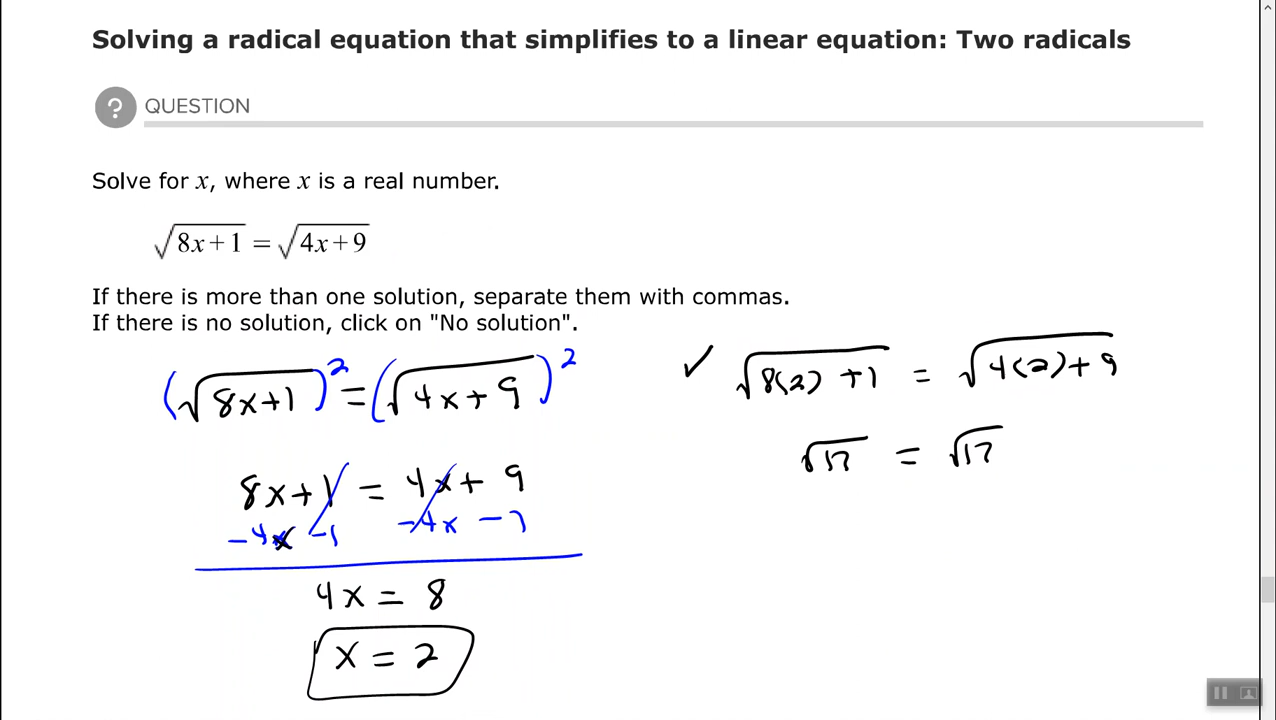 Solving a radical equation that simplifies to a linear equation: Two radicals
? QUESTION
Solve for x, where x is a real number.
√(8x+1) = √(4x+9)
If there is more than one solution, separate them with commas.
If there is no solution, click on "No solution".
(√(8x+1))² = (√(4x+9))²
8x+1 = 4x+9
-4x -1 -4x -1
4x = 8
x = 2
✓ √(8(2)+1) = √(4(2)+9)
√17 = √17